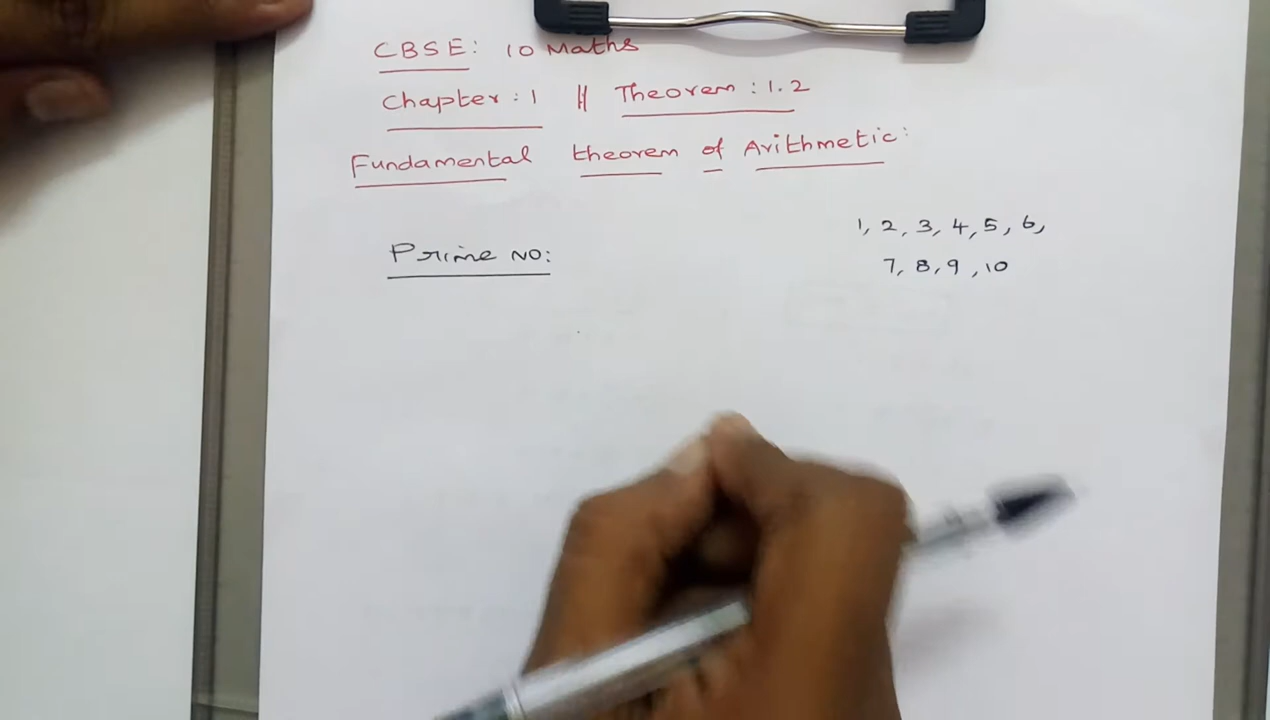 CBSE: 10 Maths
Chapter: 1 || Theorem: 1.2
Fundamental theorem of Arithmetic:
Prime NO:
1, 2, 3, 4, 5, 6,
7, 8, 9, 10